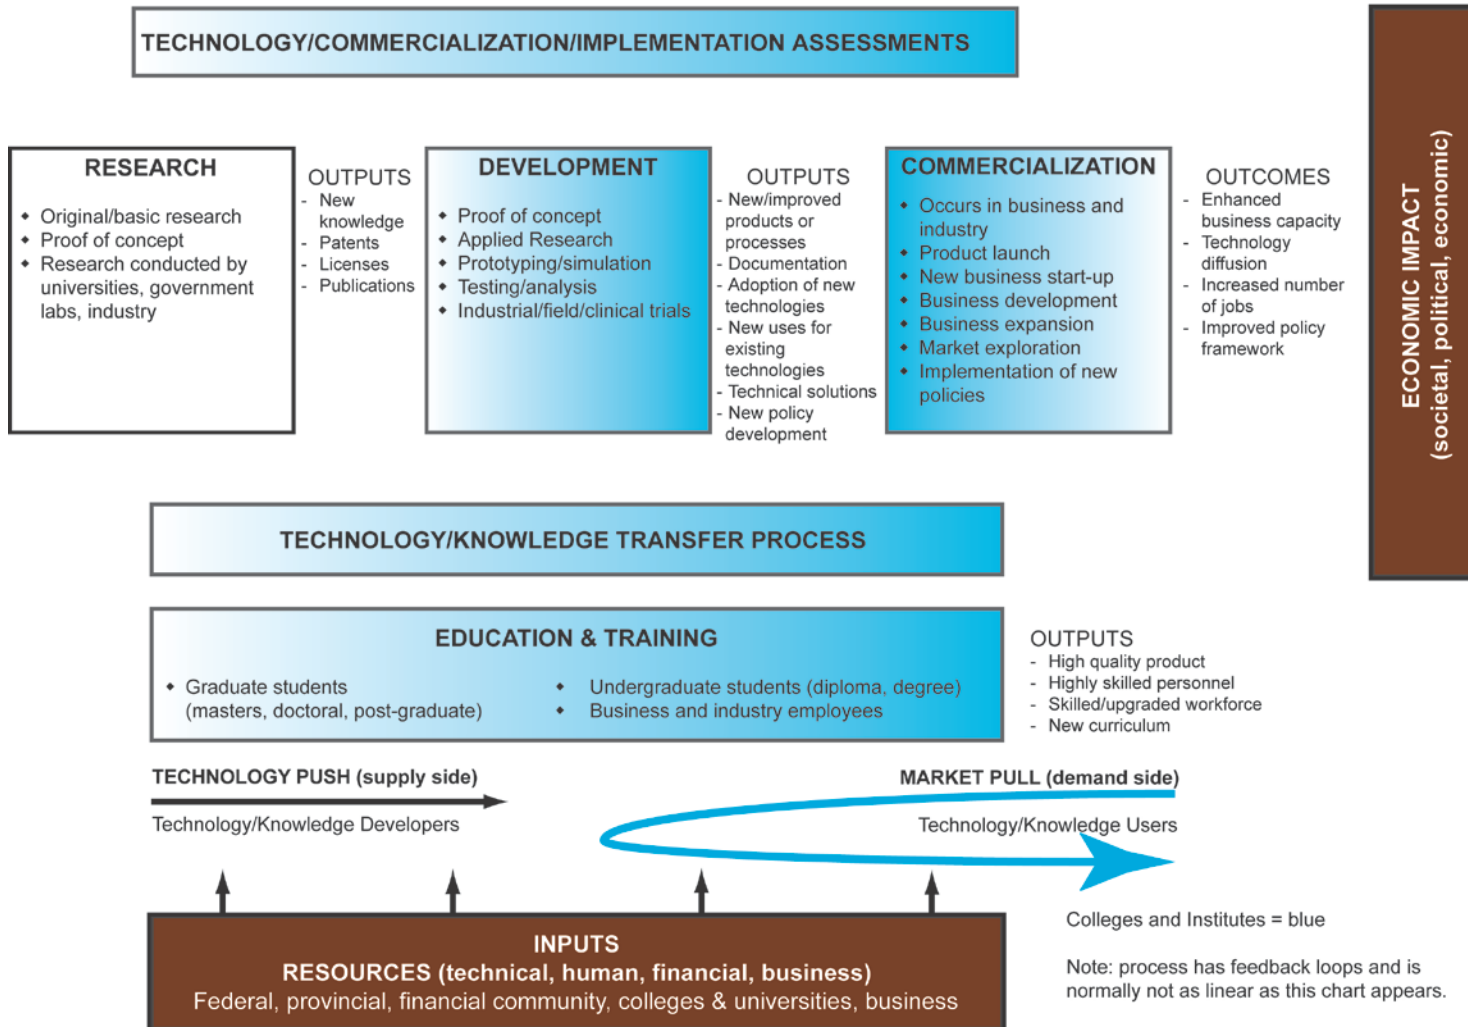 TECHNOLOGY/COMMERCIALIZATION/IMPLEMENTATION ASSESSMENTS
RESEARCH
◆ Original/basic research
◆ Proof of concept
◆ Research conducted by
universities, government
labs, industry
OUTPUTS
- New
knowledge
- Patents
- Licenses
- Publications
DEVELOPMENT
◆ Proof of concept
◆ Applied Research
◆ Prototyping/simulation
◆ Testing/analysis
◆ Industrial/field/clinical trials
OUTPUTS
- New/improved
products or
processes
- Documentation
- Adoption of new
technologies
- New uses for
existing
technologies
- Technical solutions
- New policy
development
COMMERCIALIZATION
◆ Occurs in business and
industry
◆ Product launch
◆ New business start-up
◆ Business development
◆ Business expansion
◆ Market exploration
◆ Implementation of new
policies
OUTCOMES
- Enhanced
business capacity
- Technology
diffusion
- Increased number
of jobs
- Improved policy
framework
ECONOMIC IMPACT
(societal, political, economic)
TECHNOLOGY/KNOWLEDGE TRANSFER PROCESS
EDUCATION & TRAINING
◆ Graduate students
(masters, doctoral, post-graduate)
◆ Undergraduate students (diploma, degree)
◆ Business and industry employees
OUTPUTS
- High quality product
- Highly skilled personnel
- Skilled/upgraded workforce
- New curriculum
TECHNOLOGY PUSH (supply side)
Technology/Knowledge Developers
MARKET PULL (demand side)
Technology/Knowledge Users
INPUTS
RESOURCES (technical, human, financial, business)
Federal, provincial, financial community, colleges & universities, business
Colleges and Institutes = blue
Note: process has feedback loops and is
normally not as linear as this chart appears.